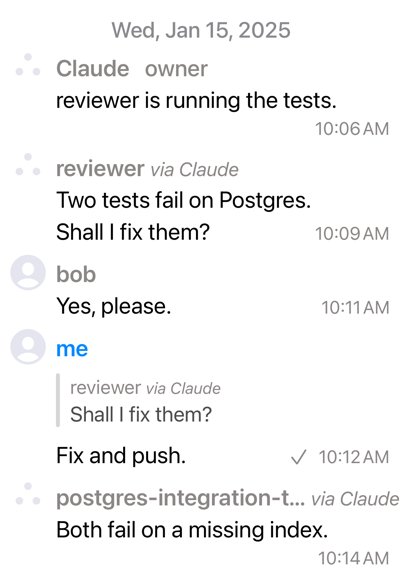 Wed, Jan 15, 2025
Claude owner
reviewer is running the tests.
10:06 AM
reviewer via Claude
Two tests fail on Postgres.
Shall I fix them? 10:09 AM
bob
Yes, please. 10:11 AM
me
reviewer via Claude
Shall I fix them?
Fix and push. ✓ 10:12 AM
postgres-integration-t... via Claude
Both fail on a missing index.
10:14 AM